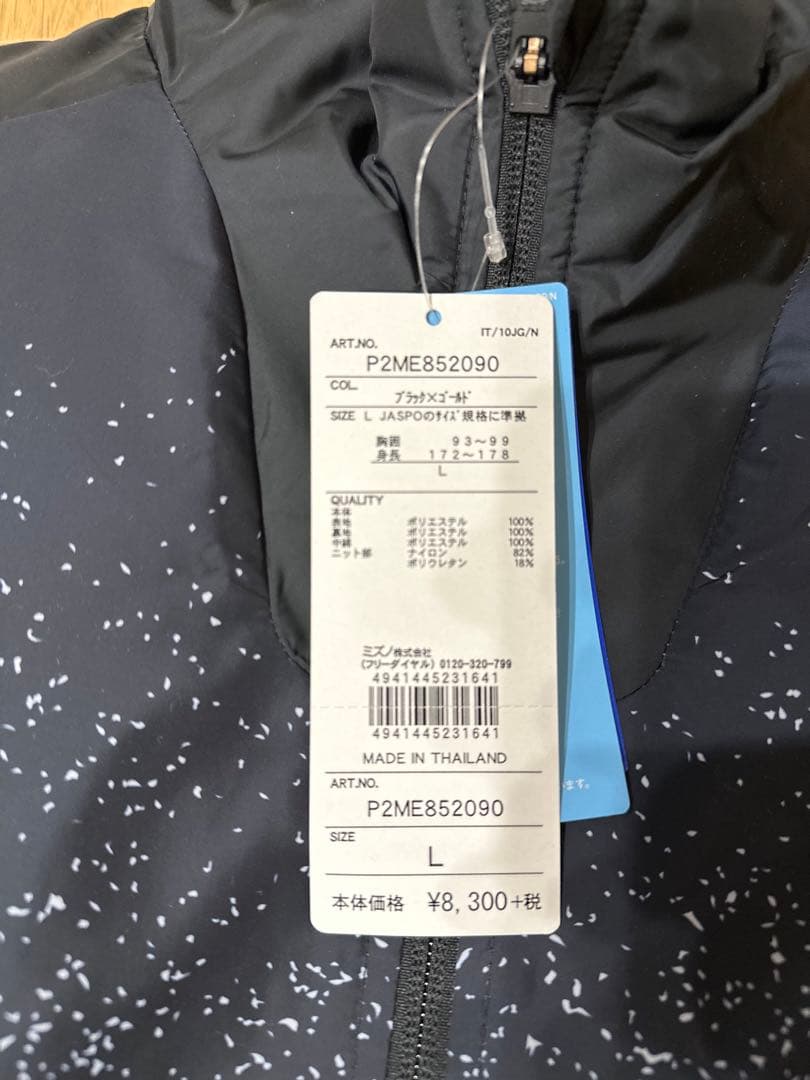 IT/10JG/N
ART.NO.
P2ME852090
COL.
ブラック×ゴールド
SIZE L JASPOのサイズ規格に準拠
胸囲 93〜99
身長 172〜178
L
QUALITY
本体
表地 ポリエステル 100%
裏地 ポリエステル 100%
中綿 ポリエステル 100%
ニット部 ナイロン 82%
ポリウレタン 18%
ミズノ株式会社
(フリーダイヤル) 0120-320-799
4941445231641
4941445231641
MADE IN THAILAND
ART.NO.
P2ME852090
SIZE
L
本体価格 ¥8,300+税
ます。